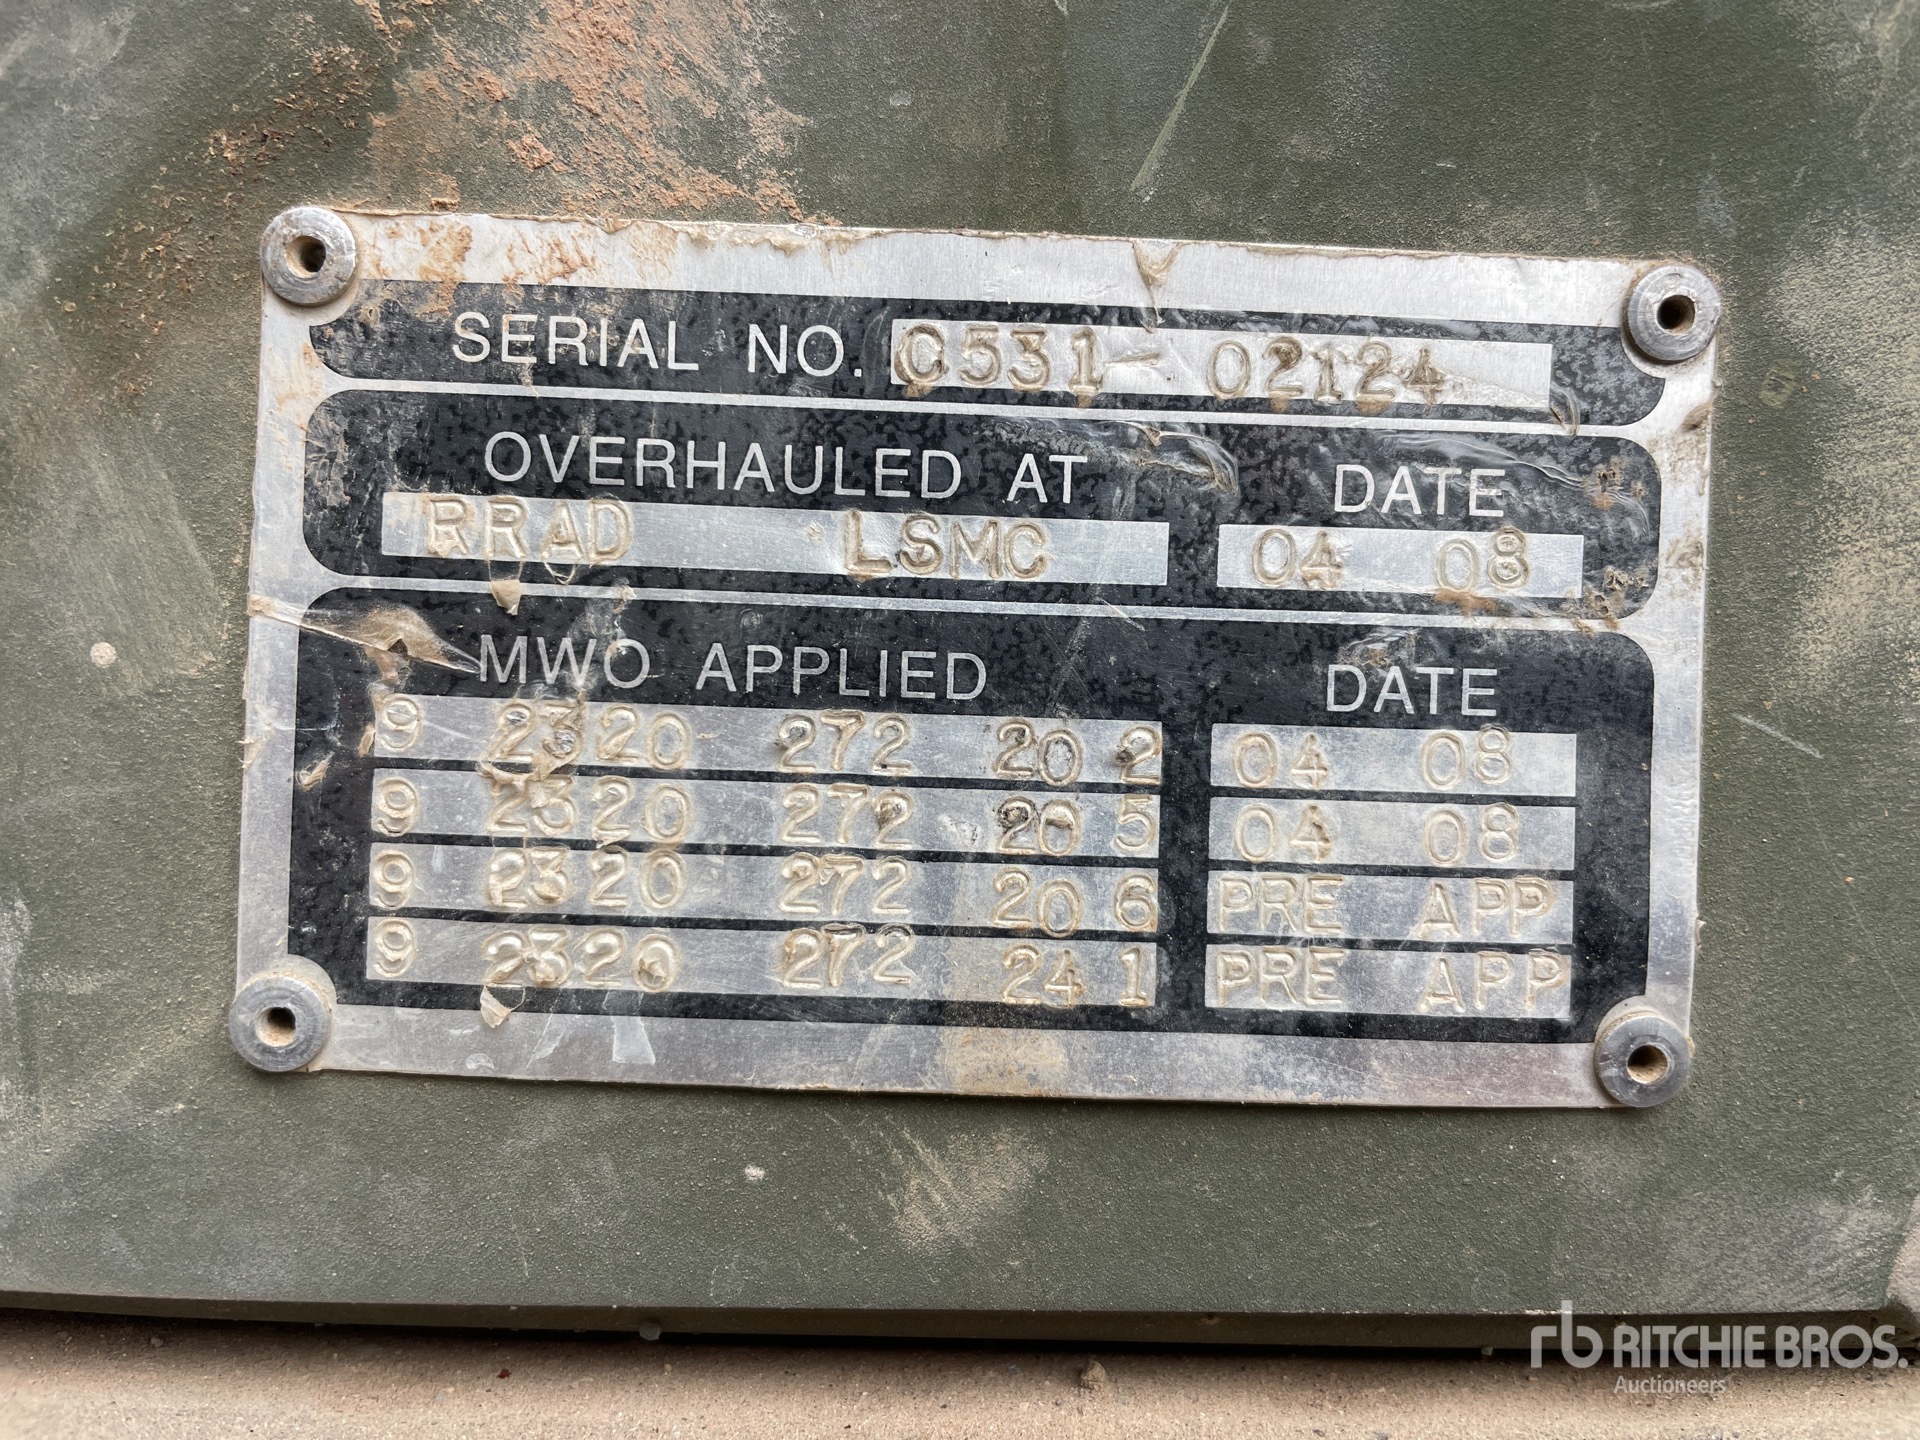 SERIAL NO. C531-02124
OVERHAULED AT DATE
RRAD LSMC 04 08
MWO APPLIED DATE
9 2320 272 20 2 04 08
9 2320 272 20 5 04 08
9 2320 272 20 6 PRE APP
9 2320 272 24 1 PRE APP
rb RITCHIE BROS.
Auctioneers